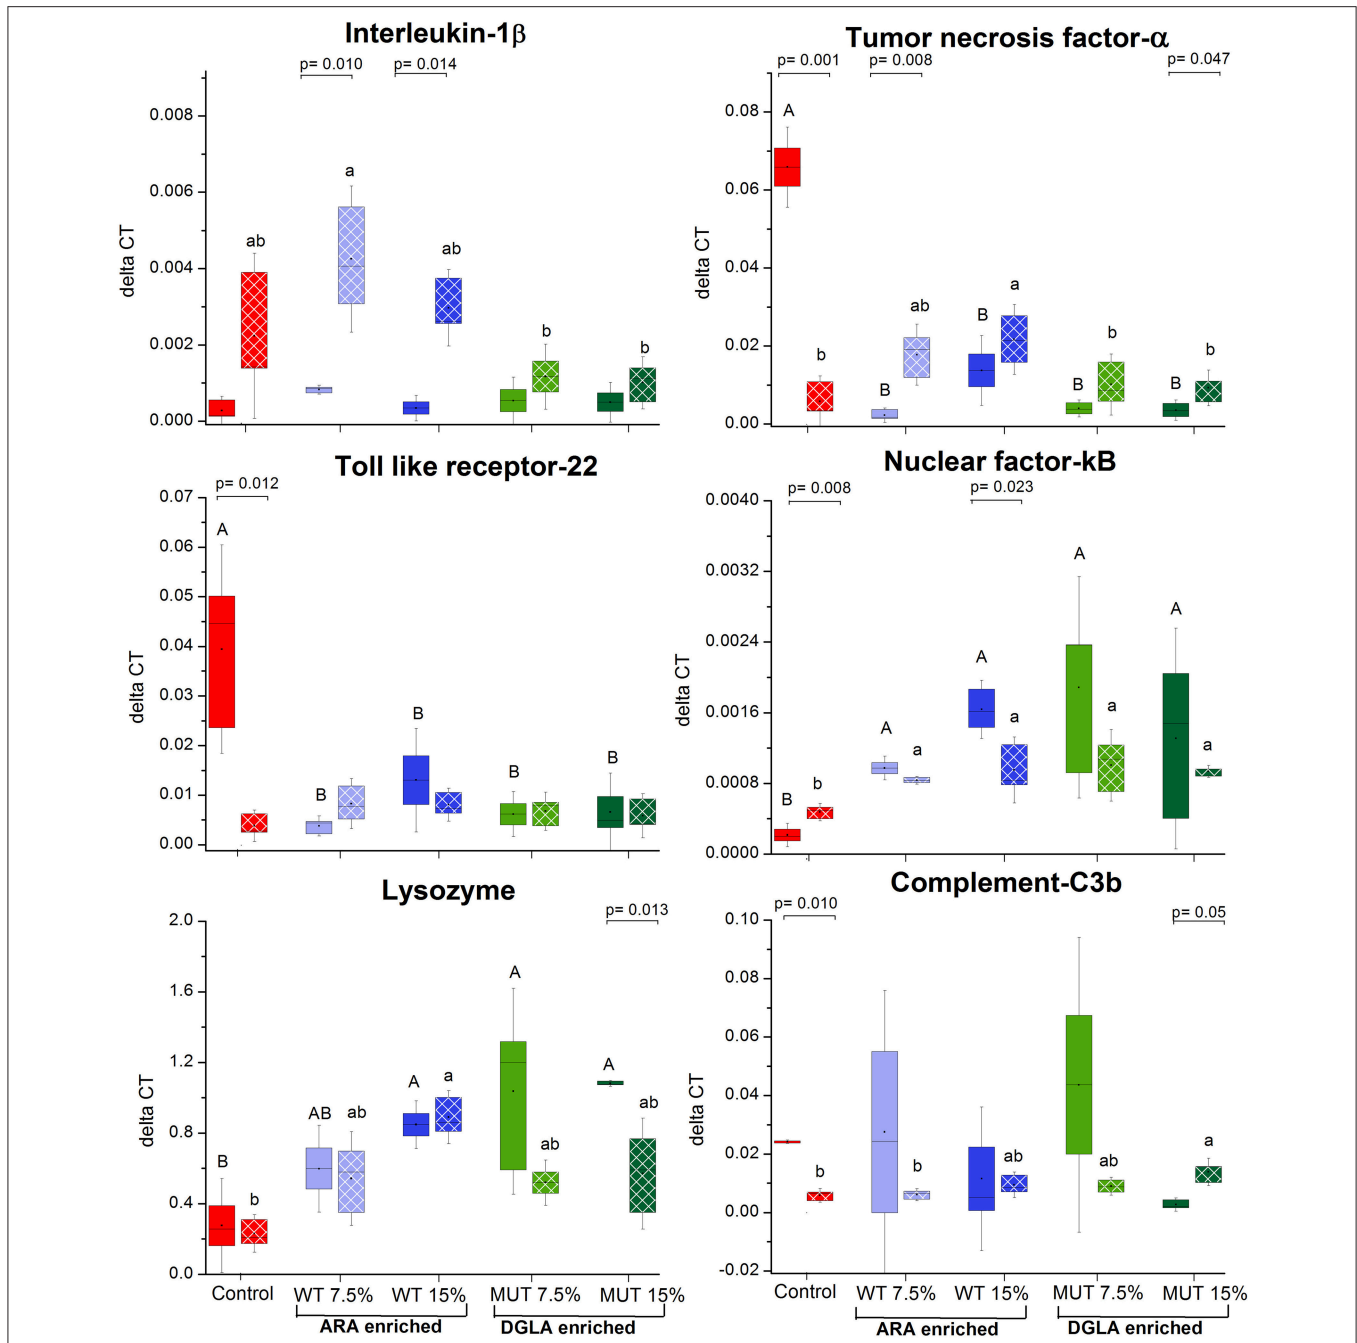 Interleukin-1β
p= 0.010
p= 0.014
0.008
0.006
0.004
0.002
0.000
delta CT
ab
a
ab
b
b
Tumor necrosis factor-α
p= 0.001
p= 0.008
p= 0.047
0.08
0.06
0.04
0.02
0.00
delta CT
A
b
B
ab
B
a
B
b
B
b
Toll like receptor-22
p= 0.012
0.07
0.06
0.05
0.04
0.03
0.02
0.01
0.00
delta CT
A
B
B
B
B
Nuclear factor-kB
p= 0.008
p= 0.023
0.0040
0.0032
0.0024
0.0016
0.0008
0.0000
delta CT
B
b
A
a
A
a
A
a
A
a
Lysozyme
p= 0.013
2.0
1.6
1.2
0.8
0.4
0.0
delta CT
B
b
AB
ab
A
a
A
ab
A
ab
Control
WT 7.5%
WT 15%
MUT 7.5%
MUT 15%
ARA enriched
DGLA enriched
Complement-C3b
p= 0.010
p= 0.05
0.10
0.08
0.06
0.04
0.02
0.00
-0.02
delta CT
b
b
ab
ab
a
Control
WT 7.5%
WT 15%
MUT 7.5%
MUT 15%
ARA enriched
DGLA enriched